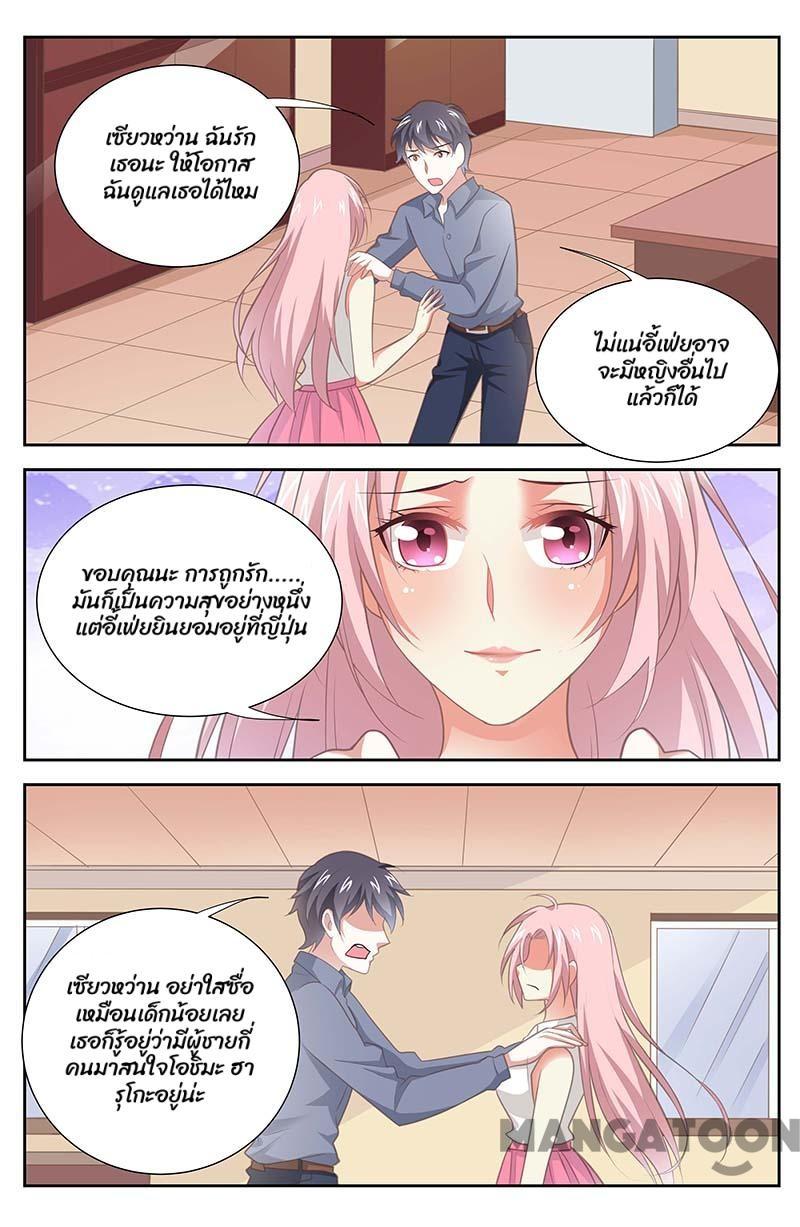 เซียวหว่าน ฉันรัก
เธอนะ ให้โอกาส
ฉันดูแลเธอได้ไหม
ไม่แน่อี้เฟ่ยอาจ
จะมีหญิงอื่นไป
แล้วก็ได้
ขอบคุณนะ การถูกรัก.....
มันก็เป็นความสุขอย่างหนึ่ง
แต่อี้เฟ่ยยินยอมอยู่ที่ญี่ปุ่น
เซียวหว่าน อย่าใสซื่อ
เหมือนเด็กน้อยเลย
เธอก็รู้อยู่ว่ามีผู้ชายกี่
คนมาสนใจโอชิมะ ฮา
รุโกะอยู่น่ะ
MANGATOON